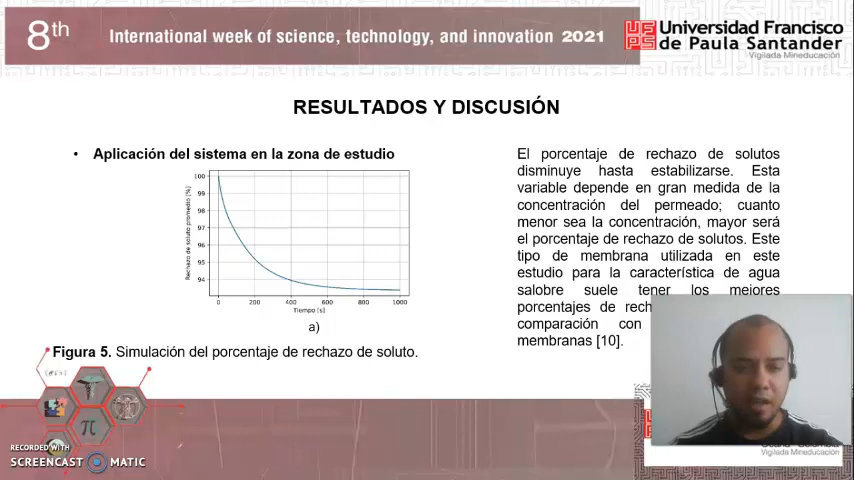 8th
International week of science, technology, and innovation 2021
UF
PS
Universidad Francisco
de Paula Santander
Vigilada Mineducación
RESULTADOS Y DISCUSIÓN
• Aplicación del sistema en la zona de estudio
Rechazo de soluto promedio [%]
100
99
98
97
96
95
94
0 200 400 600 800 1000
Tiempo [s]
a)
Figura 5. Simulación del porcentaje de rechazo de soluto.
El porcentaje de rechazo de solutos
disminuye hasta estabilizarse. Esta
variable depende en gran medida de la
concentración del permeado; cuanto
menor sea la concentración, mayor será
el porcentaje de rechazo de solutos. Este
tipo de membrana utilizada en este
estudio para la característica de agua
salobre suele tener los mejores
porcentajes de
comparación con
membranas [10].
π
RECORDED WITH
SCREENCAST MATIC
Vigilada Mineducación